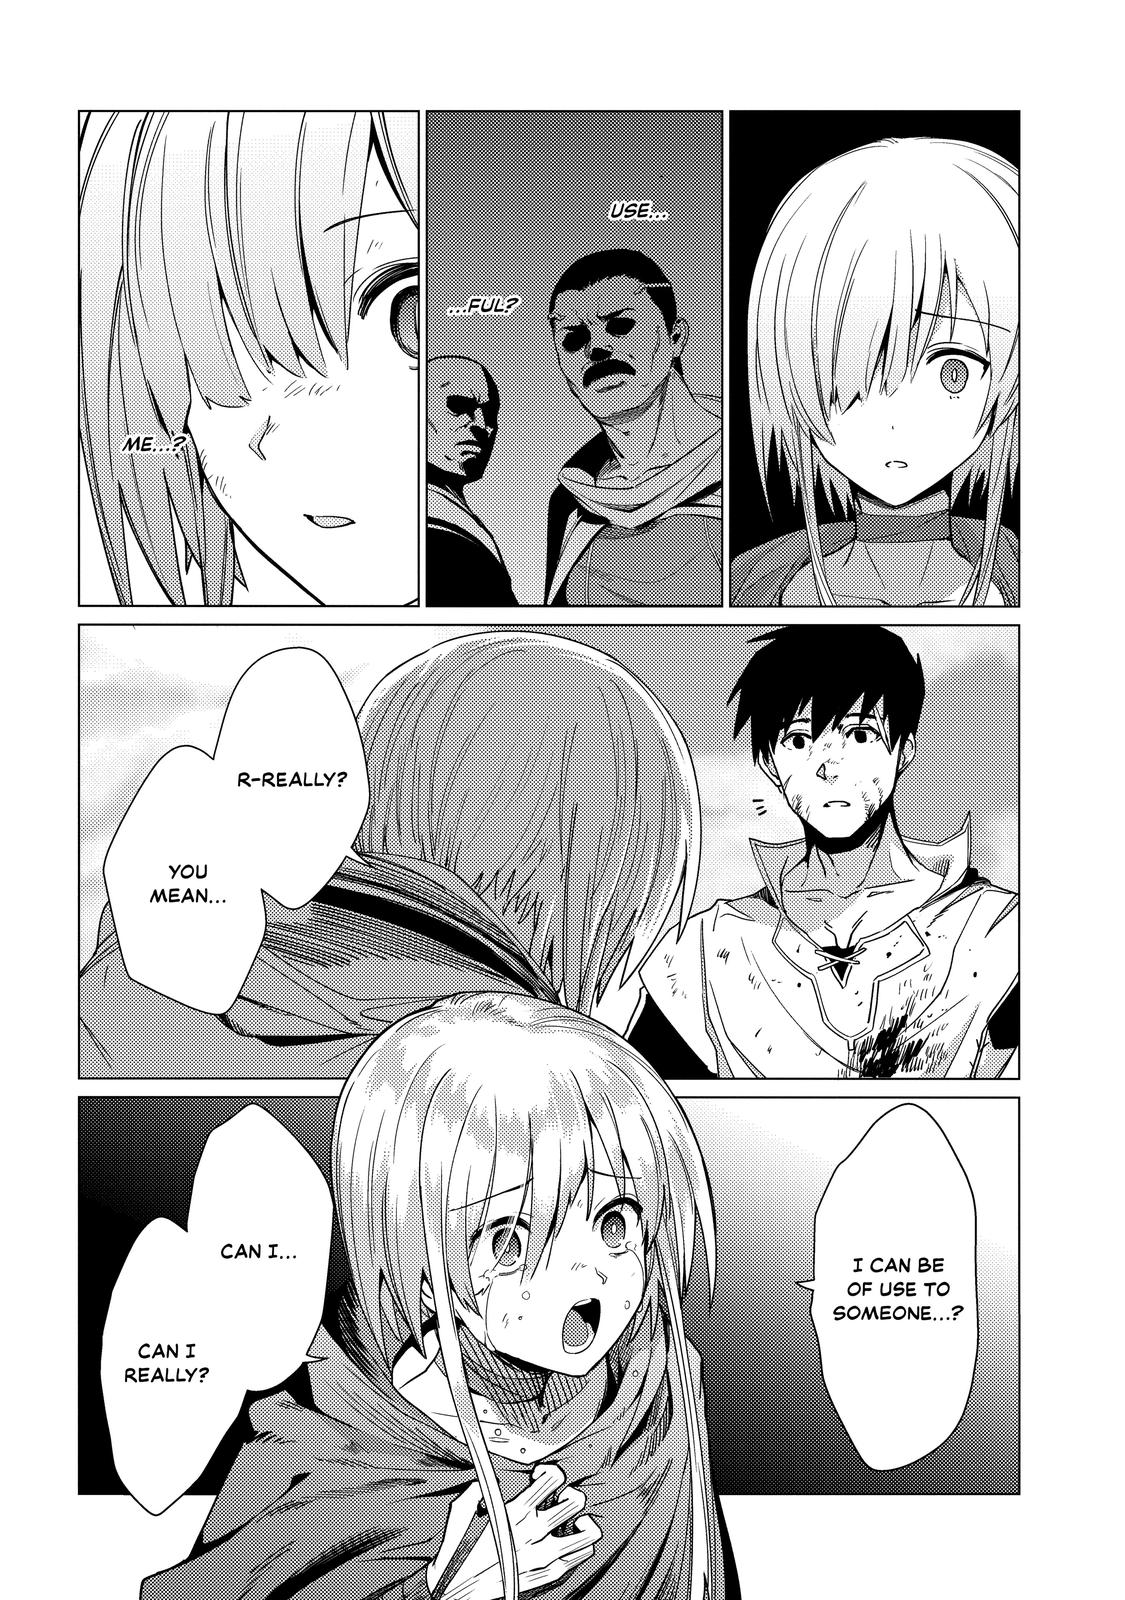 USE...
...FUL?
ME...?
R-REALLY?
YOU
MEAN...
I CAN BE
OF USE TO
SOMEONE...?
CAN I...
CAN I
REALLY?